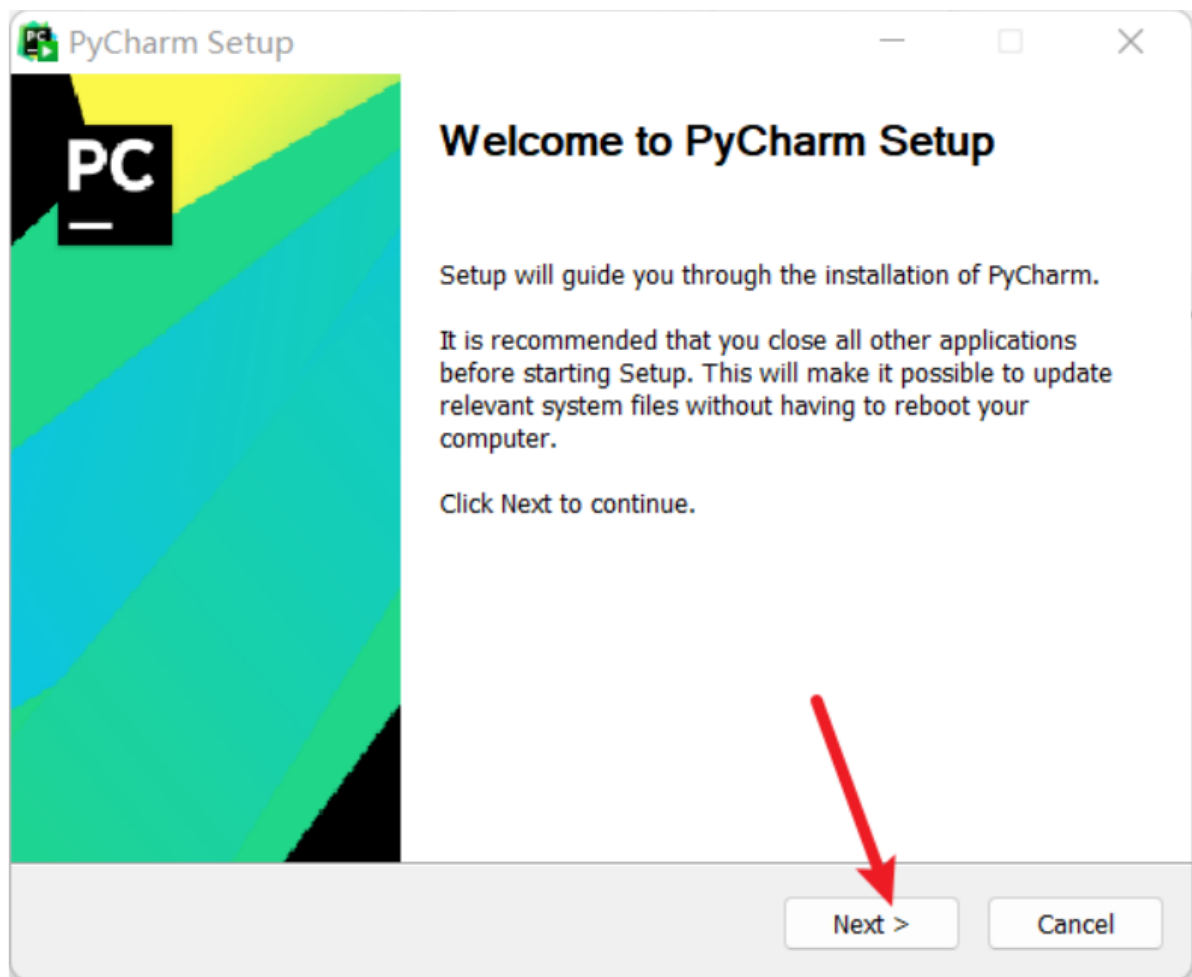 PyCharm Setup
PC
Welcome to PyCharm Setup
Setup will guide you through the installation of PyCharm.
It is recommended that you close all other applications
before starting Setup. This will make it possible to update
relevant system files without having to reboot your
computer.
Click Next to continue.
Next >
Cancel